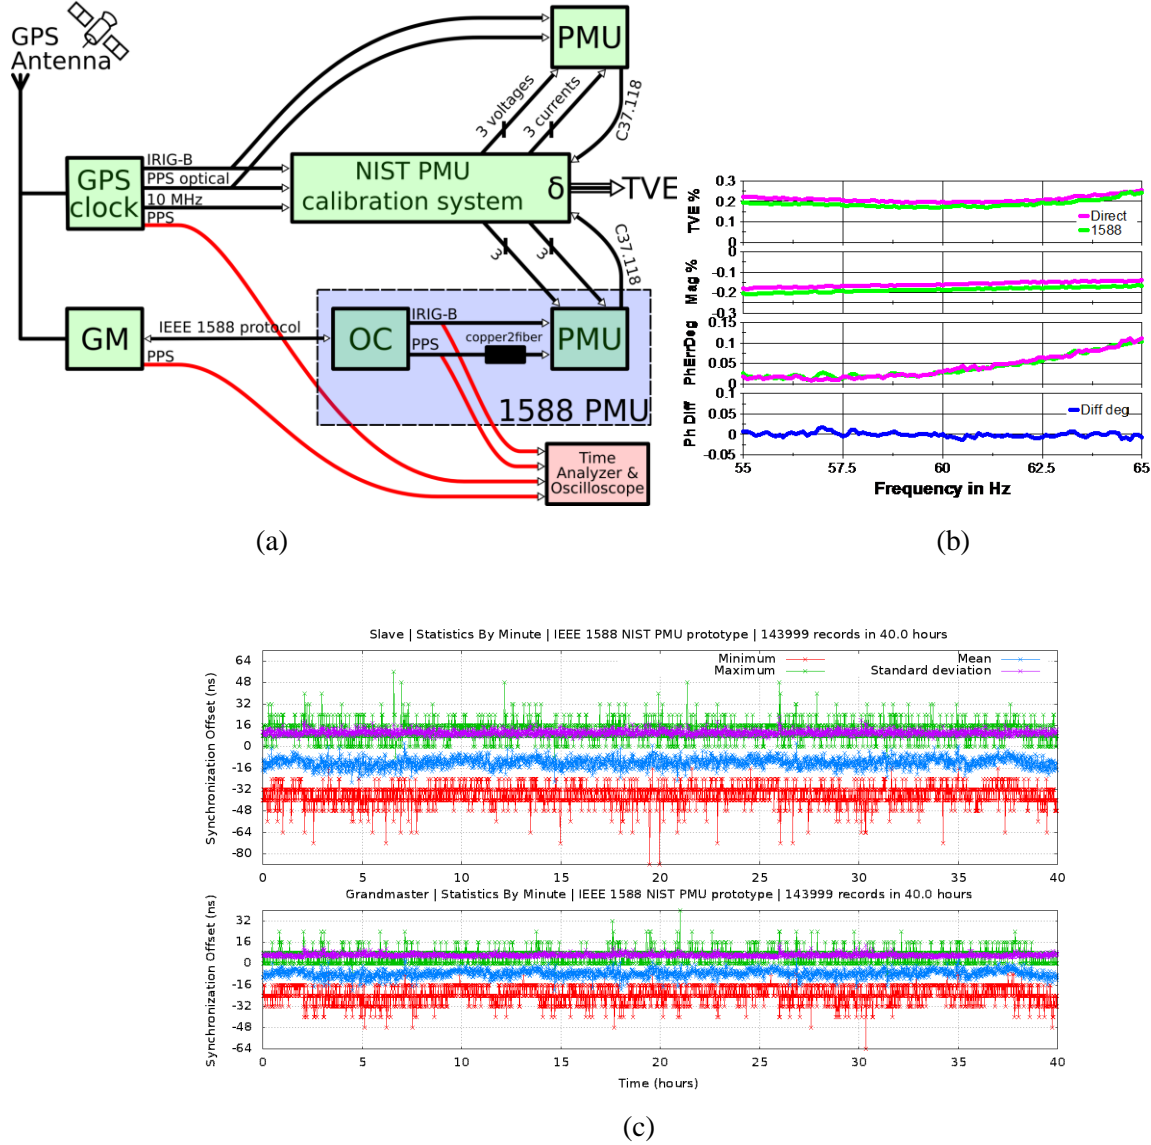 GPS
Antenna
PMU
3 voltages
3 currents
C37.118
GPS
clock
IRIG-B
PPS optical
10 MHz
PPS
NIST PMU
calibration system
δ
TVE
3
3
C37.118
GM
IEEE 1588 protocol
PPS
OC
IRIG-B
PPS
copper2fiber
PMU
1588 PMU
Time
Analyzer &
Oscilloscope
(a)
TVE %
0.3
0.2
0.1
0
Direct
1588
Mag %
0
-0.1
-0.2
-0.3
PhErrDeg
0.15
0.1
0.05
0
Ph Diff
0.1
0.05
0
-0.05
Diff deg
55
57.5
60
62.5
65
Frequency in Hz
(b)
Slave | Statistics By Minute | IEEE 1588 NIST PMU prototype | 143999 records in 40.0 hours
Synchronization Offset (ns)
64
48
32
16
0
-16
-32
-48
-64
-80
Minimum
Maximum
Mean
Standard deviation
0 5 10 15 20 25 30 35 40
Grandmaster | Statistics By Minute | IEEE 1588 NIST PMU prototype | 143999 records in 40.0 hours
Synchronization Offset (ns)
32
16
0
-16
-32
-48
-64
0 5 10 15 20 25 30 35 40
Time (hours)
(c)